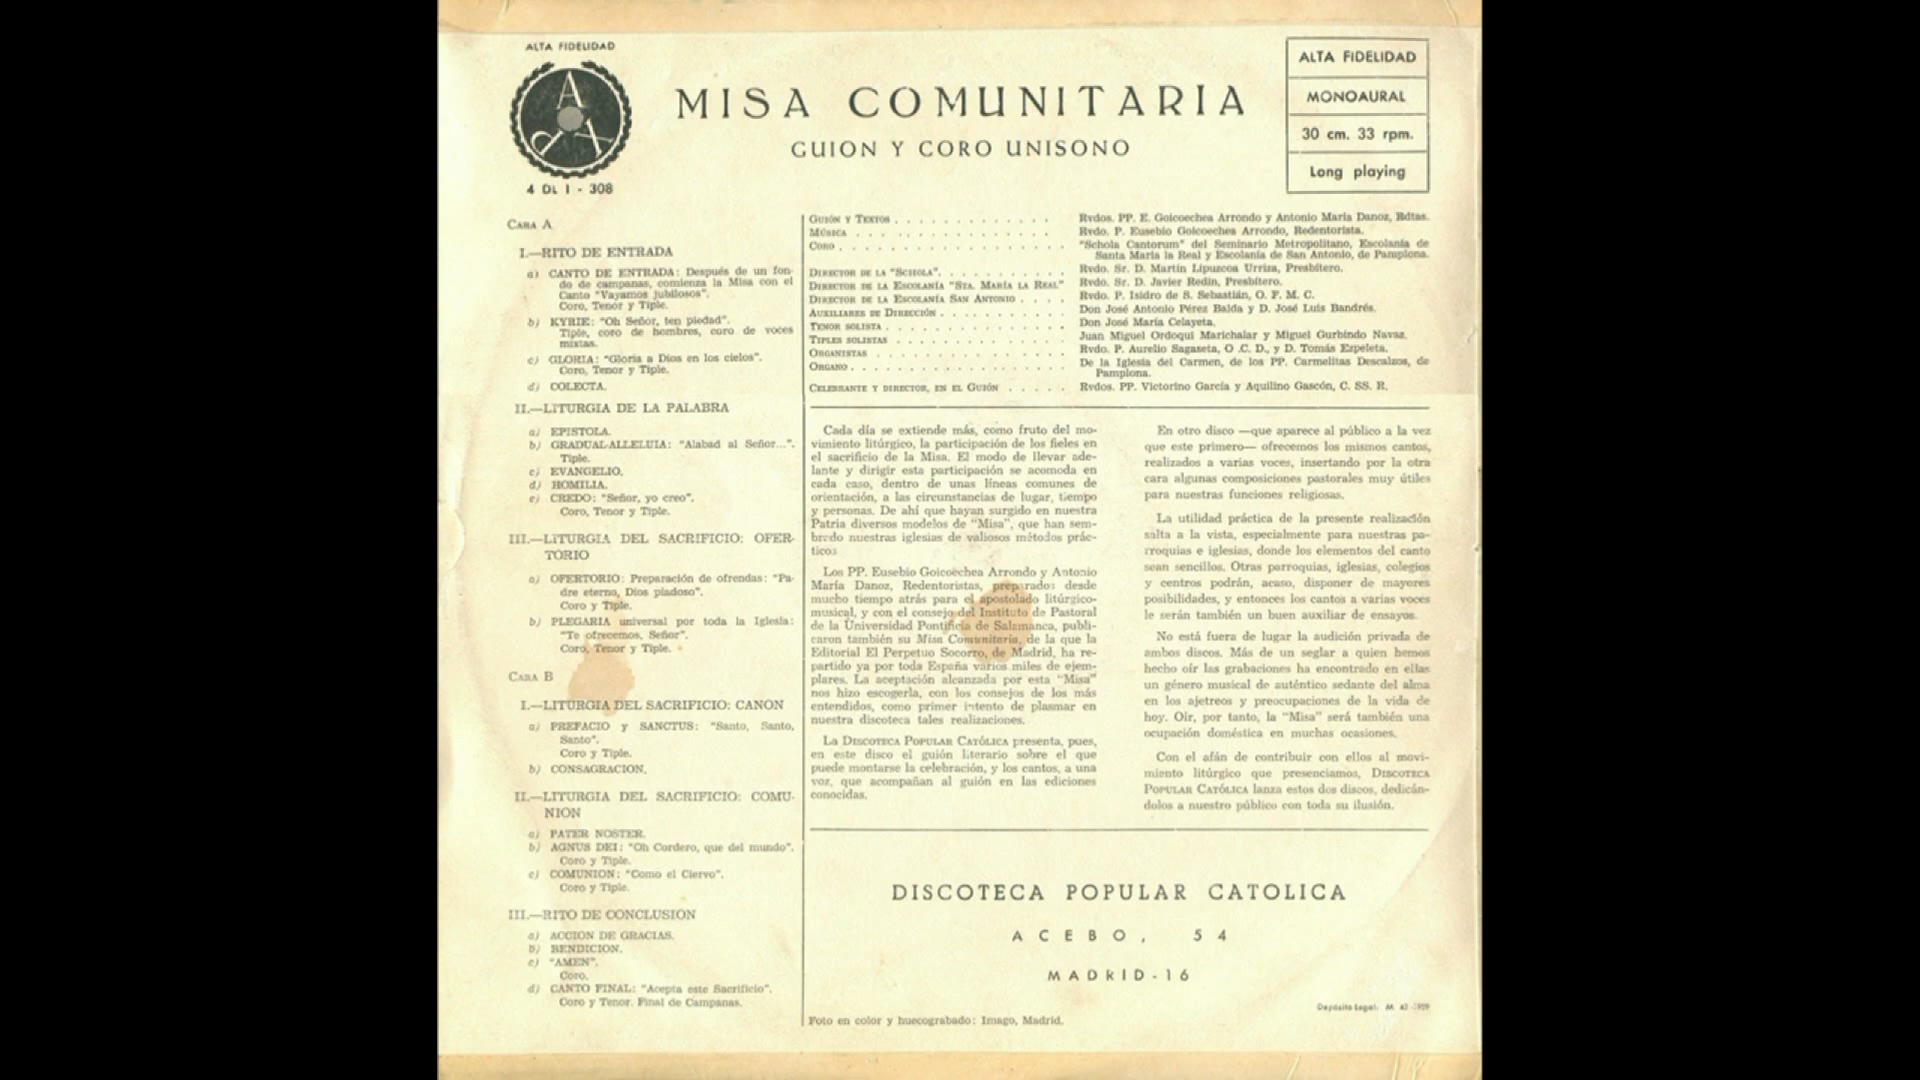 ALTA FIDELIDAD
A A A
4 DL 1 - 308
MISA COMUNITARIA
GUION Y CORO UNISONO
ALTA FIDELIDAD
MONOAURAL
30 cm. 33 rpm.
Long playing
CARA A
I.—RITO DE ENTRADA
a) CANTO DE ENTRADA: Después de un fon-
do de campanas, comienza la Misa con el
Canto "Vayamos jubilosos".
Coro, Tenor y Tiple.
b) KYRIE: "Oh Señor, ten piedad".
Tiple, coro de hombres, coro de voces
mixtas.
c) GLORIA: "Gloria a Dios en los cielos".
Coro, Tenor y Tiple.
d) COLECTA.
II.—LITURGIA DE LA PALABRA
a) EPISTOLA.
b) GRADUAL-ALLELUIA: "Alabad al Señor...".
Tiple.
c) EVANGELIO.
d) HOMILIA.
e) CREDO: "Señor, yo creo".
Coro, Tenor y Tiple.
III.—LITURGIA DEL SACRIFICIO: OFER-
TORIO
a) OFERTORIO: Preparación de ofrendas: "Pa-
dre eterno, Dios piadoso".
Coro y Tiple.
b) PLEGARIA universal por toda la Iglesia:
"Te ofrecemos, Señor".
Coro, Tenor y Tiple.
CARA B
I.—LITURGIA DEL SACRIFICIO: CANON
a) PREFACIO y SANCTUS: "Santo, Santo,
Santo".
Coro y Tiple.
b) CONSAGRACION.
II.—LITURGIA DEL SACRIFICIO: COMU-
NION
a) PATER NOSTER.
b) AGNUS DEI: "Oh Cordero, que del mundo".
Coro y Tiple.
c) COMUNION: "Como el Ciervo".
Coro y Tiple.
III.—RITO DE CONCLUSION
a) ACCION DE GRACIAS.
b) BENDICION.
c) "AMEN".
Coro.
d) CANTO FINAL: "Acepta este Sacrificio".
Coro y Tenor. Final de Campanas.
GUIÓN Y TEXTOS . . . . . . . . . . . . . Rvdos. PP. E. Goicoechea Arrondo y Antonio María Danoz, Rdtas.
MÚSICA . . . . . . . . . . . . . . . Rvdo. P. Eusebio Goicoechea Arrondo, Redentorista.
CORO . . . . . . . . . . . . . . . . . . "Schola Cantorum" del Seminario Metropolitano, Escolanía de
Santa María la Real y Escolanía de San Antonio, de Pamplona.
DIRECTOR DE LA "SCHOLA". . . . . . . . . . Rvdo. Sr. D. Martín Lipuzcoa Urriza, Presbítero.
DIRECTOR DE LA ESCOLANÍA "STA. MARÍA LA REAL" Rvdo. Sr. D. Javier Redín, Presbítero.
DIRECTOR DE LA ESCOLANÍA SAN ANTONIO . . . . Rvdo. P. Isidro de S. Sebastián, O. F. M. C.
AUXILIARES DE DIRECCIÓN . . . . . . . . . . Don José Antonio Pérez Balda y D. José Luis Bandrés.
TENOR SOLISTA . . . . . . . . . . . . . . Don José María Celayeta.
TIPLES SOLISTAS . . . . . . . . . . . . . Juan Miguel Ordoqui Marichalar y Miguel Gurbindo Navaz.
ORGANISTAS . . . . . . . . . . . . . . . Rvdo. P. Aurelio Sagaseta, O .C. D., y D. Tomás Ezpeleta.
ORGANO . . . . . . . . . . . . . . . . . De la Iglesia del Carmen, de los PP. Carmelitas Descalzos, de
Pamplona.
CELEBRANTE Y DIRECTOR, EN EL GUIÓN . . . . . Rvdos. PP. Victorino García y Aquilino Gascón, C. SS. R.
Cada día se extiende más, como fruto del mo-
vimiento litúrgico, la participación de los fieles en
el sacrificio de la Misa. El modo de llevar ade-
lante y dirigir esta participación se acomoda en
cada caso, dentro de unas líneas comunes de
orientación, a las circunstancias de lugar, tiempo
y personas. De ahí que hayan surgido en nuestra
Patria diversos modelos de "Misa", que han sem-
bredo nuestras iglesias de valiosos métodos prác-
ticos
Los PP. Eusebio Goicoechea Arrondo y Antonio
María Danoz, Redentoristas, preparados desde
mucho tiempo atrás para el apostolado litúrgico-
musical, y con el consejo del Instituto de Pastoral
de la Universidad Pontificia de Salamanca, publi-
caron también su Misa Comunitaria, de la que la
Editorial El Perpetuo Socorro, de Madrid, ha re-
partido ya por toda España varios miles de ejem-
plares. La aceptación alcanzada por esta "Misa"
nos hizo escogerla, con los consejos de los más
entendidos, como primer intento de plasmar en
nuestra discoteca tales realizaciones.
La DISCOTECA POPULAR CATÓLICA presenta, pues,
en este disco el guión literario sobre el que
puede montarse la celebración, y los cantos, a una
voz, que acompañan al guión en las ediciones
conocidas.
En otro disco —que aparece al público a la vez
que este primero— ofrecemos los mismos cantos,
realizados a varias voces, insertando por la otra
cara algunas composiciones pastorales muy útiles
para nuestras funciones religiosas.
La utilidad práctica de la presente realización
salta a la vista, especialmente para nuestras pa-
rroquias e iglesias, donde los elementos del canto
sean sencillos. Otras parroquias, iglesias, colegios
y centros podrán, acaso, disponer de mayores
posibilidades, y entonces los cantos a varias voces
le serán también un buen auxiliar de ensayos.
No está fuera de lugar la audición privada de
ambos discos. Más de un seglar a quien hemos
hecho oír las grabaciones ha encontrado en ellas
un género musical de auténtico sedante del alma
en los ajetreos y preocupaciones de la vida de
hoy. Oír, por tanto, la "Misa" será también una
ocupación doméstica en muchas ocasiones.
Con el afán de contribuir con ellos al movi-
miento litúrgico que presenciamos, DISCOTECA
POPULAR CATÓLICA lanza estos dos discos, dedicán-
dolos a nuestro público con toda su ilusión.
DISCOTECA POPULAR CATOLICA
ACEBO, 54
MADRID-16
Depósito Legal: M.
Foto en color y huecograbado: Imago, Madrid.